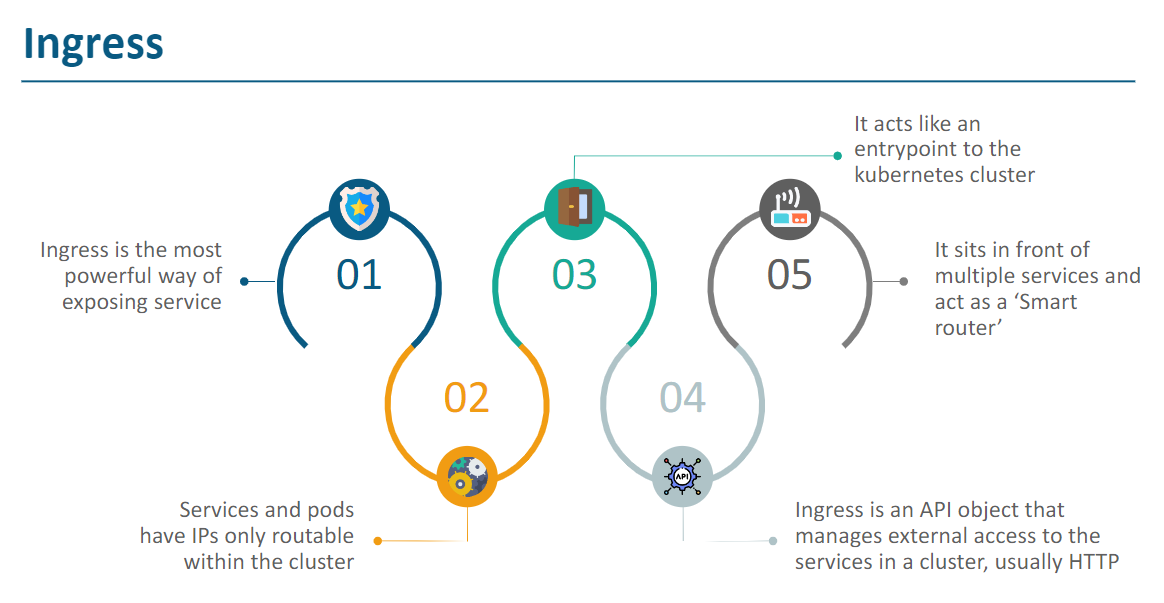 Ingress
01
Ingress is the most
powerful way of
exposing service
02
Services and pods
have IPs only routable
within the cluster
03
It acts like an
entrypoint to the
kubernetes cluster
04
API
Ingress is an API object that
manages external access to the
services in a cluster, usually HTTP
05
It sits in front of
multiple services and
act as a ‘Smart
router’